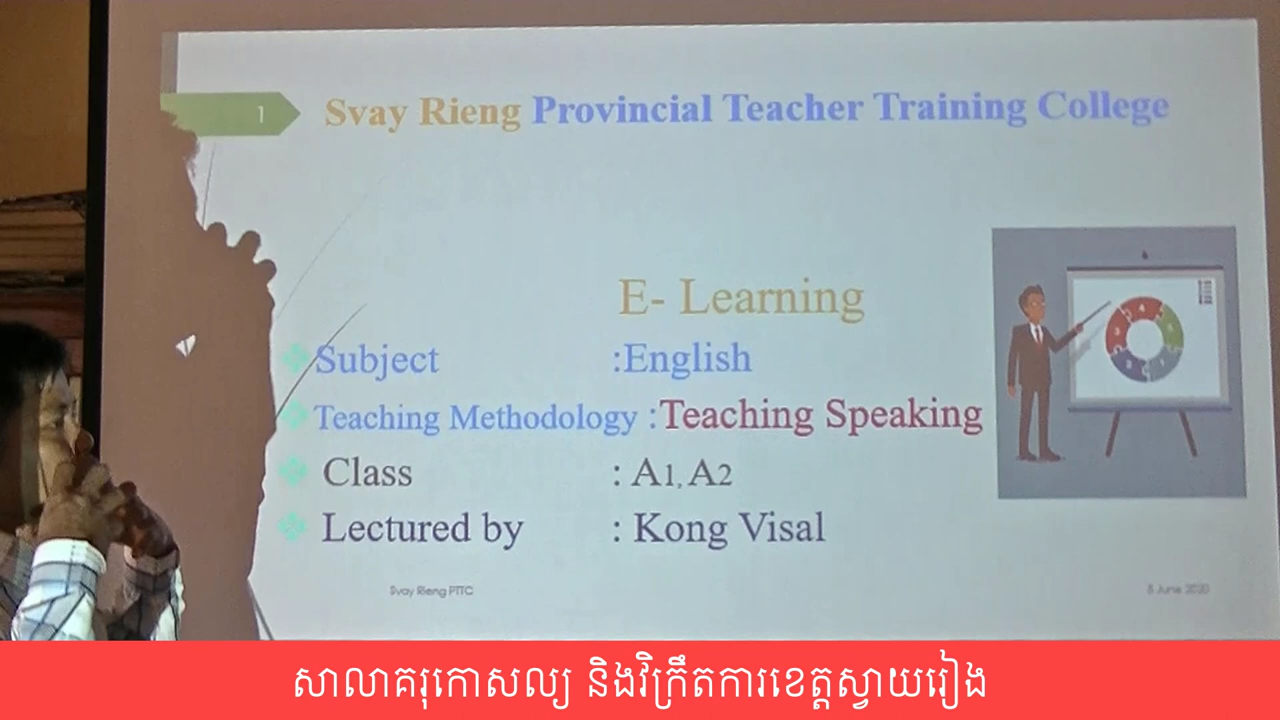 1
Svay Rieng Provincial Teacher Training College
E- Learning
Subject :English
Teaching Methodology :Teaching Speaking
Class : A1, A2
Lectured by : Kong Visal
Svay Rieng PTTC
សាលាគរុកោសល្យ និងវិក្រឹតការខេត្តស្វាយរៀង